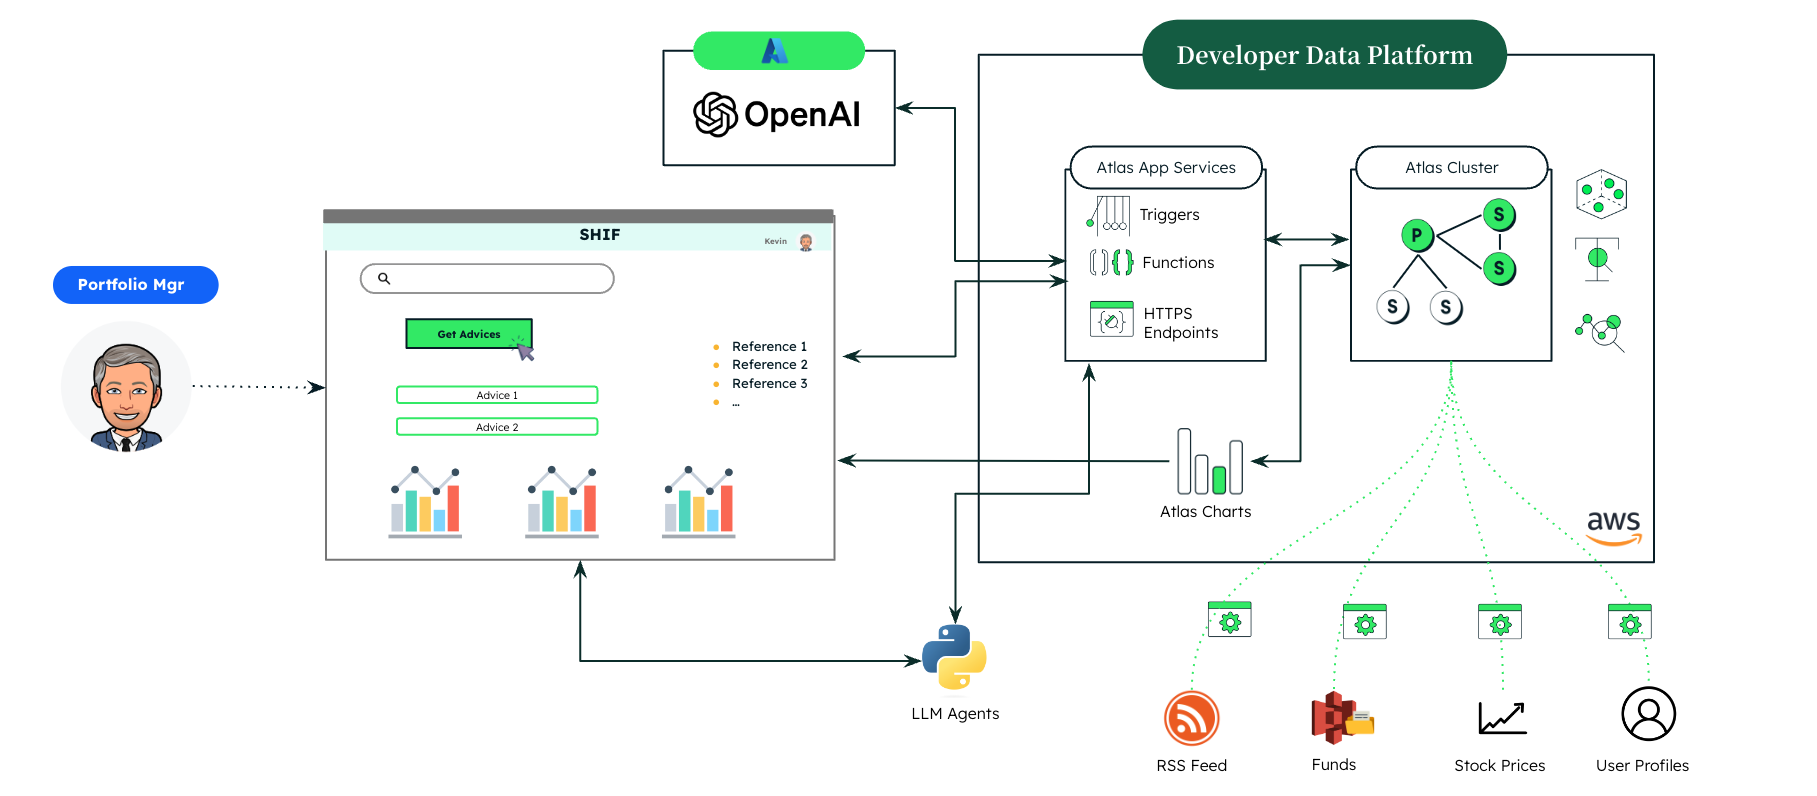 Developer Data Platform
OpenAI
Atlas App Services
Atlas Cluster
Triggers
Functions
HTTPS
Endpoints
P
S
S
S
S
SHIF
Kevin
Portfolio Mgr
Get Advices
Reference 1
Reference 2
Reference 3
...
Advice 1
Advice 2
Atlas Charts
aws
LLM Agents
RSS Feed
Funds
Stock Prices
User Profiles